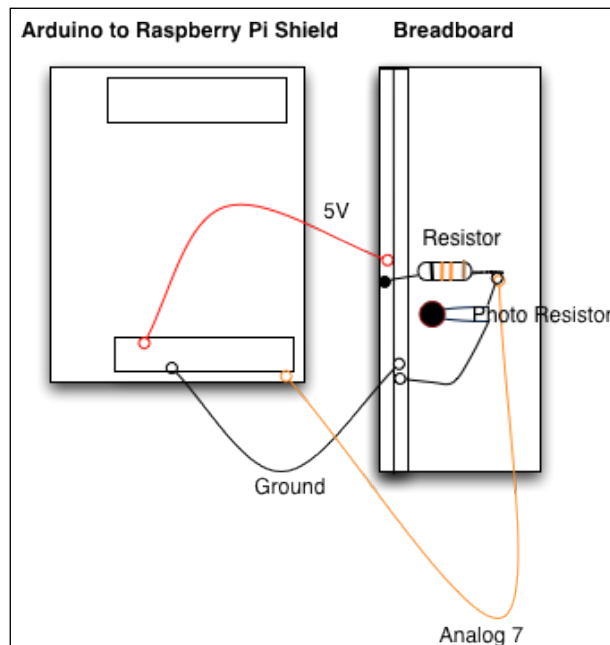 Arduino to Raspberry Pi Shield
Breadboard
5V
Resistor
Photo Resistor
Ground
Analog 7